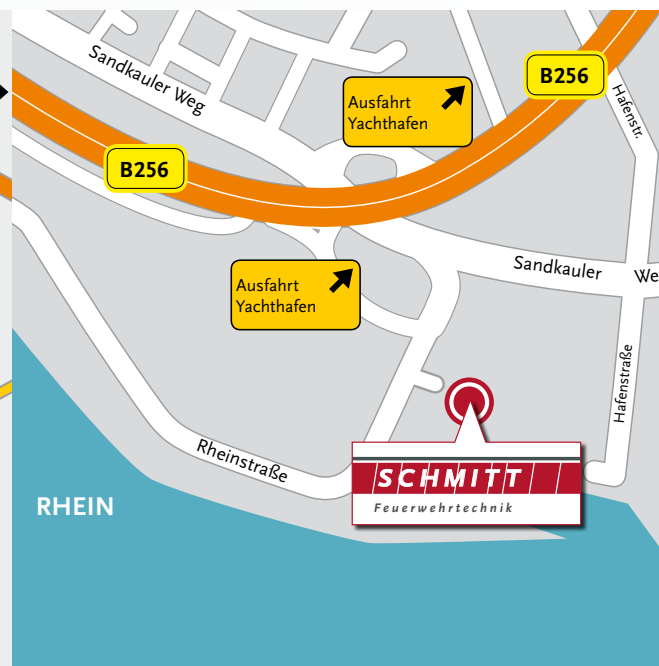 Sandkauler Weg
B256
Hafenstr.
Ausfahrt
Yachthafen
B256
Sandkauler We
Ausfahrt
Yachthafen
Hafenstraße
Rheinstraße
SCHMITT
Feuerwehrtechnik
RHEIN